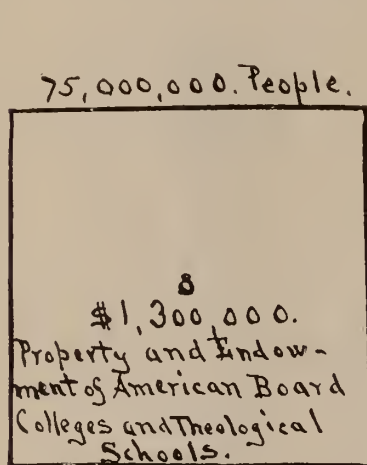 75,000,000. People.
8
$1,300,000.
Property and Endow-
ment of American Board
Colleges and Theological
Schools.